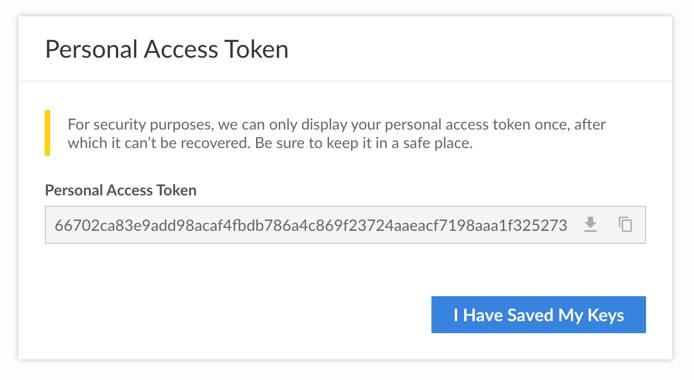 Personal Access Token
For security purposes, we can only display your personal access token once, after
which it can't be recovered. Be sure to keep it in a safe place.
Personal Access Token
66702ca83e9add98acaf4fbdb786a4c869f23724aaeacf7198aaa1f325273
I Have Saved My Keys